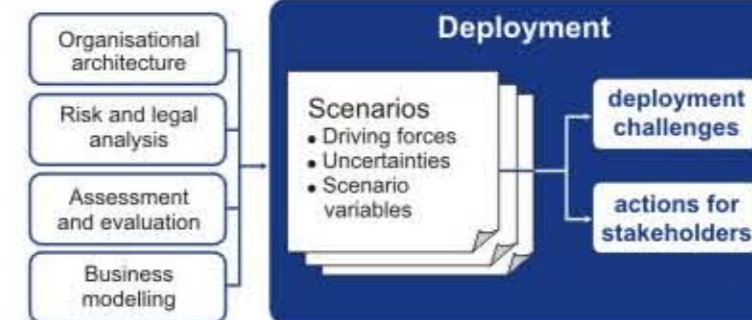 Organisational
architecture
Risk and legal
analysis
Assessment
and evaluation
Business
modelling
Deployment
Scenarios
• Driving forces
• Uncertainties
• Scenario
variables
deployment
challenges
actions for
stakeholders